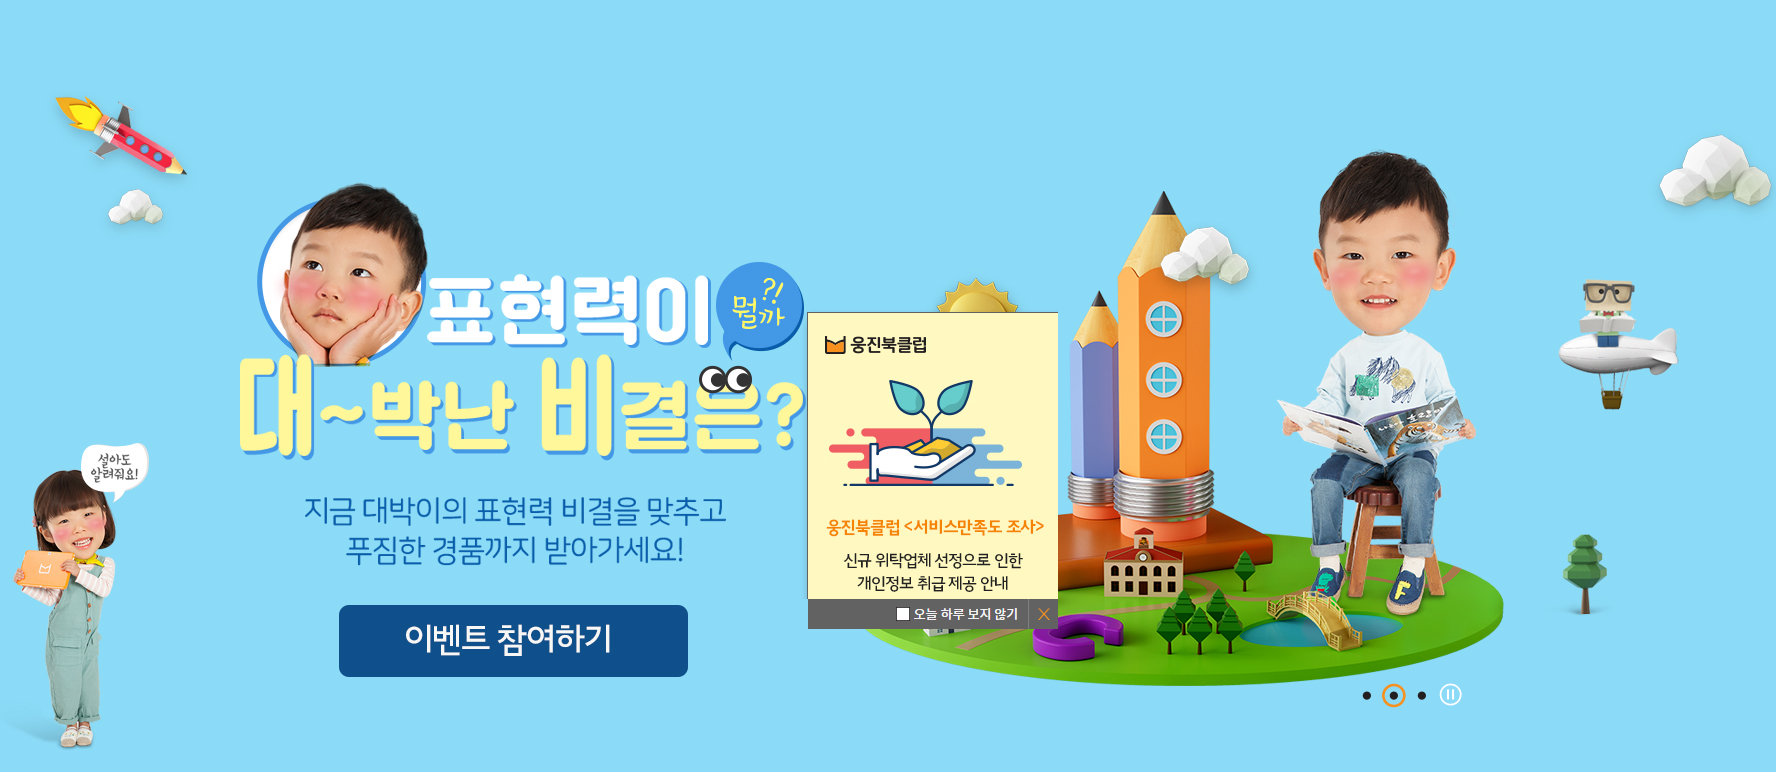 표현력이
뭘까?!
대~박난 비결은?
지금 대박이의 표현력 비결을 맞추고
푸짐한 경품까지 받아가세요!
이벤트 참여하기
설아도
알려줘요!
웅진북클럽
웅진북클럽 <서비스만족도 조사>
신규 위탁업체 선정으로 인한
개인정보 취급 제공 안내
오늘 하루 보지 않기 X
F